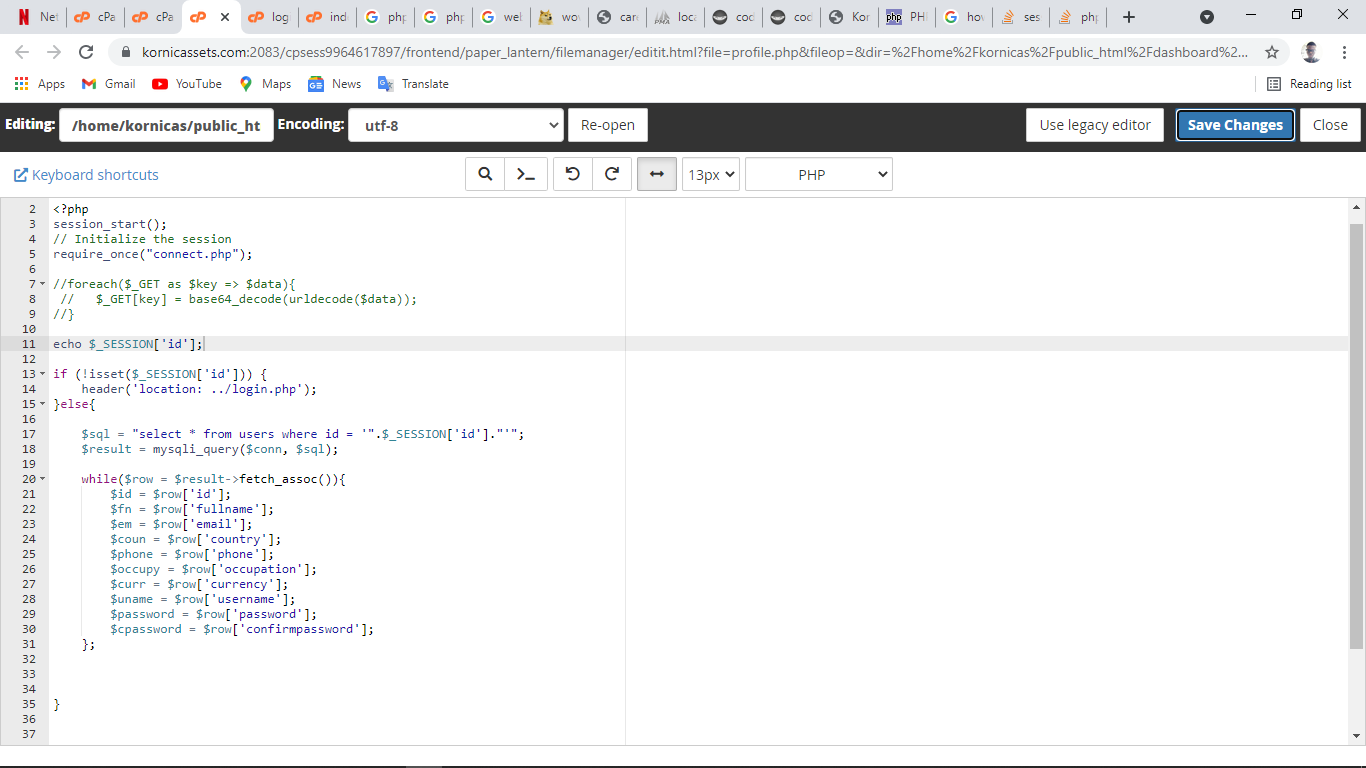 Net
cPa
cPa
log
ind
php
php
wel
wov
care
loca
cod
cod
Kor
php PHI
hov
ses
php
kornicassets.com:2083/cpsess9964617897/frontend/paper_lantern/filemanager/editit.html?file=profile.php&fileop=&dir=%2Fhome%2Fkornicas%2Fpublic_html%2Fdashboard%2...
Apps Gmail YouTube Maps News Translate Reading list
Editing: /home/kornicas/public_ht Encoding: utf-8 Re-open Use legacy editor Save Changes Close
Keyboard shortcuts 13px PHP
2 <?php
3 session_start();
4 // Initialize the session
5 require_once("connect.php");
6
7 //foreach($_GET as $key => $data){
8 // $_GET[key] = base64_decode(urldecode($data));
9 //}
10
11 echo $_SESSION['id'];
12
13 if (!isset($_SESSION['id'])) {
14 header('location: ../login.php');
15 }else{
16
17 $sql = "select * from users where id = '".$_SESSION['id']."'";
18 $result = mysqli_query($conn, $sql);
19
20 while($row = $result->fetch_assoc()){
21 $id = $row['id'];
22 $fn = $row['fullname'];
23 $em = $row['email'];
24 $coun = $row['country'];
25 $phone = $row['phone'];
26 $occupy = $row['occupation'];
27 $curr = $row['currency'];
28 $uname = $row['username'];
29 $password = $row['password'];
30 $cpassword = $row['confirmpassword'];
31 };
32
33
34
35 }
36
37